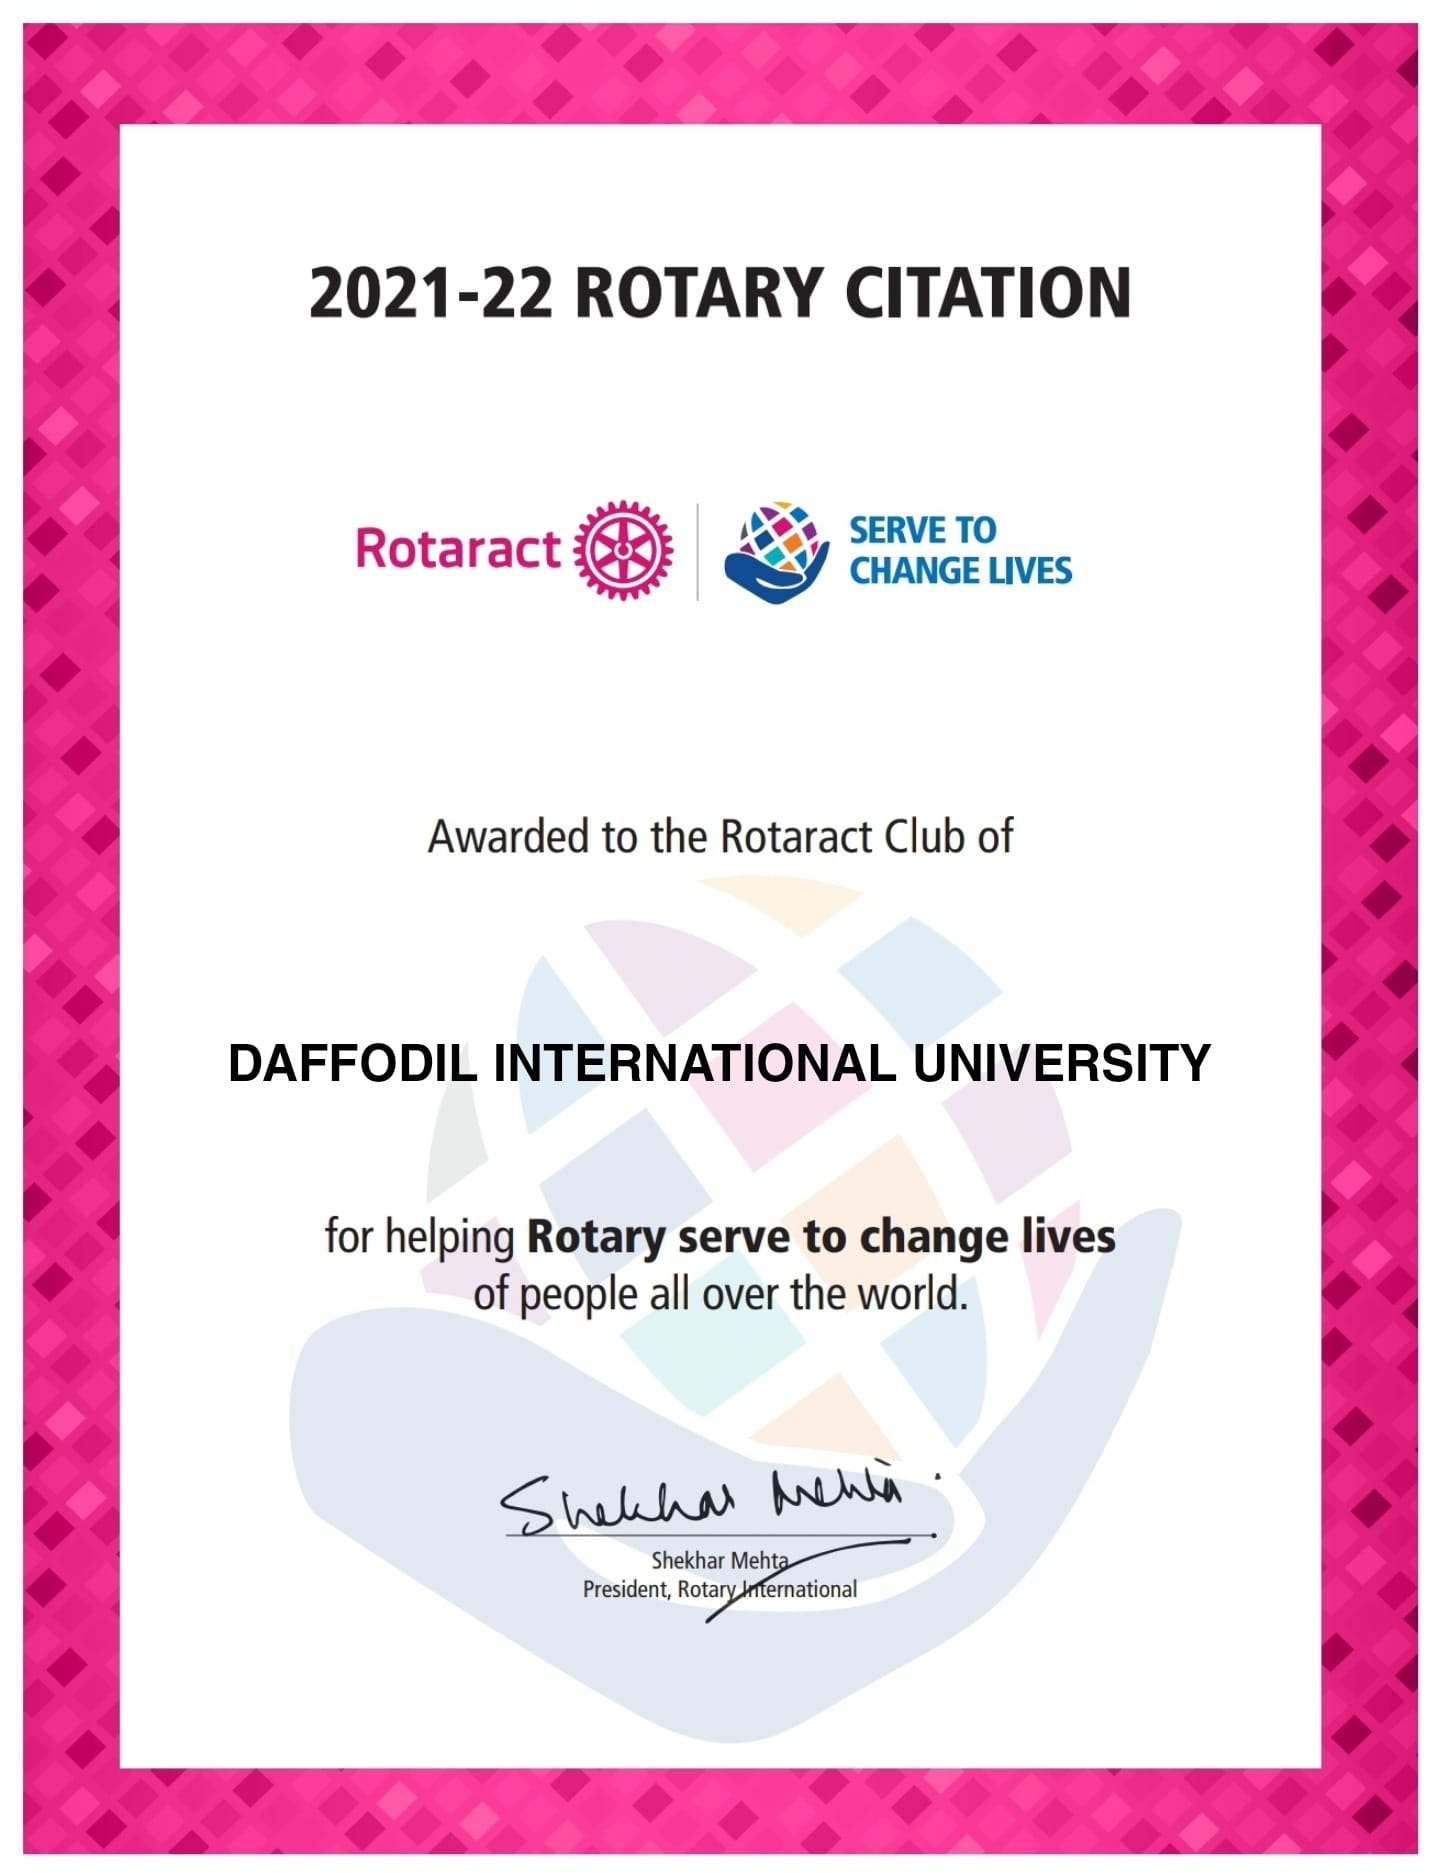 2021-22 ROTARY CITATION
Rotaract
SERVE TO
CHANGE LIVES
Awarded to the Rotaract Club of
DAFFODIL INTERNATIONAL UNIVERSITY
for helping Rotary serve to change lives
of people all over the world.
Shekhar Mehta
Shekhar Mehta
President, Rotary International